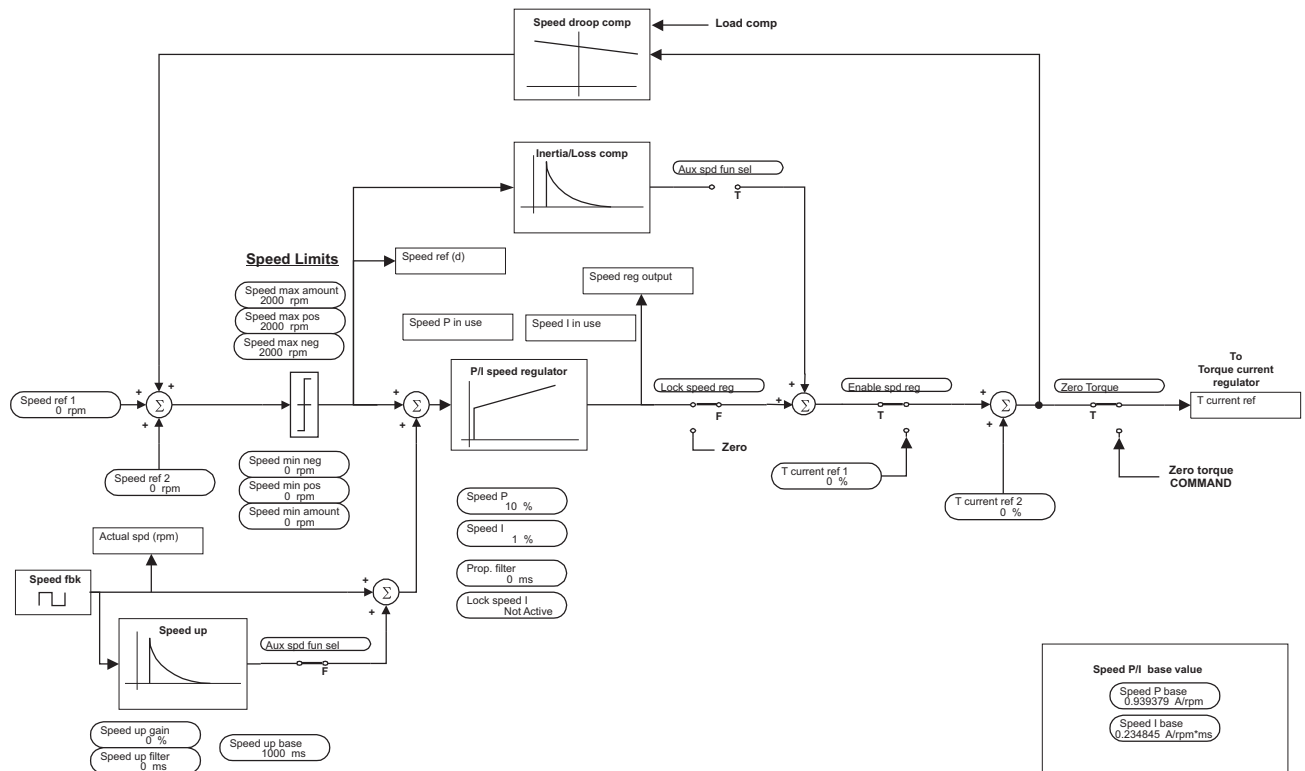 Speed droop comp
Load comp
Inertia/Loss comp
Aux spd fun sel
T
Speed Limits
Speed ref (d)
Speed reg output
Speed max amount
2000 rpm
Speed max pos
2000 rpm
Speed max neg
2000 rpm
Speed P in use
Speed I in use
P/I speed regulator
To
Torque current
regulator
Speed ref 1
0 rpm
+
+
+
Σ
+
+
Σ
Lock speed reg
F
Zero
+
+
Σ
Enable spd reg
T
+
+
Σ
Zero Torque
T
T current ref
Speed ref 2
0 rpm
Speed min neg
0 rpm
Speed min pos
0 rpm
Speed min amount
0 rpm
T current ref 1
0 %
Zero torque
COMMAND
T current ref 2
0 %
Speed P
10 %
Speed I
1 %
Prop. filter
0 ms
Lock speed I
Not Active
Actual spd (rpm)
Speed fbk
+
+
Σ
Speed up
Aux spd fun sel
F
Speed up gain
0 %
Speed up filter
0 ms
Speed up base
1000 ms
Speed P/I base value
Speed P base
0.939379 A/rpm
Speed I base
0.234845 A/rpm*ms